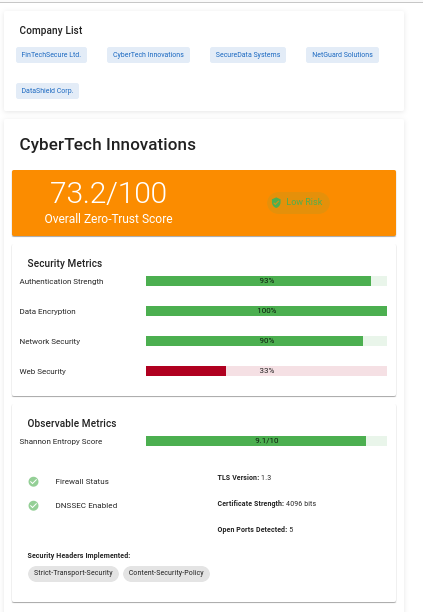 Company List
FinTechSecure Ltd. CyberTech Innovations SecureData Systems NetGuard Solutions
DataShield Corp.
CyberTech Innovations
73.2/100
Overall Zero-Trust Score
Low Risk
Security Metrics
Authentication Strength 93%
Data Encryption 100%
Network Security 90%
Web Security 33%
Observable Metrics
Shannon Entropy Score 9.1/10
Firewall Status
DNSSEC Enabled
TLS Version: 1.3
Certificate Strength: 4096 bits
Open Ports Detected: 5
Security Headers Implemented:
Strict-Transport-Security Content-Security-Policy